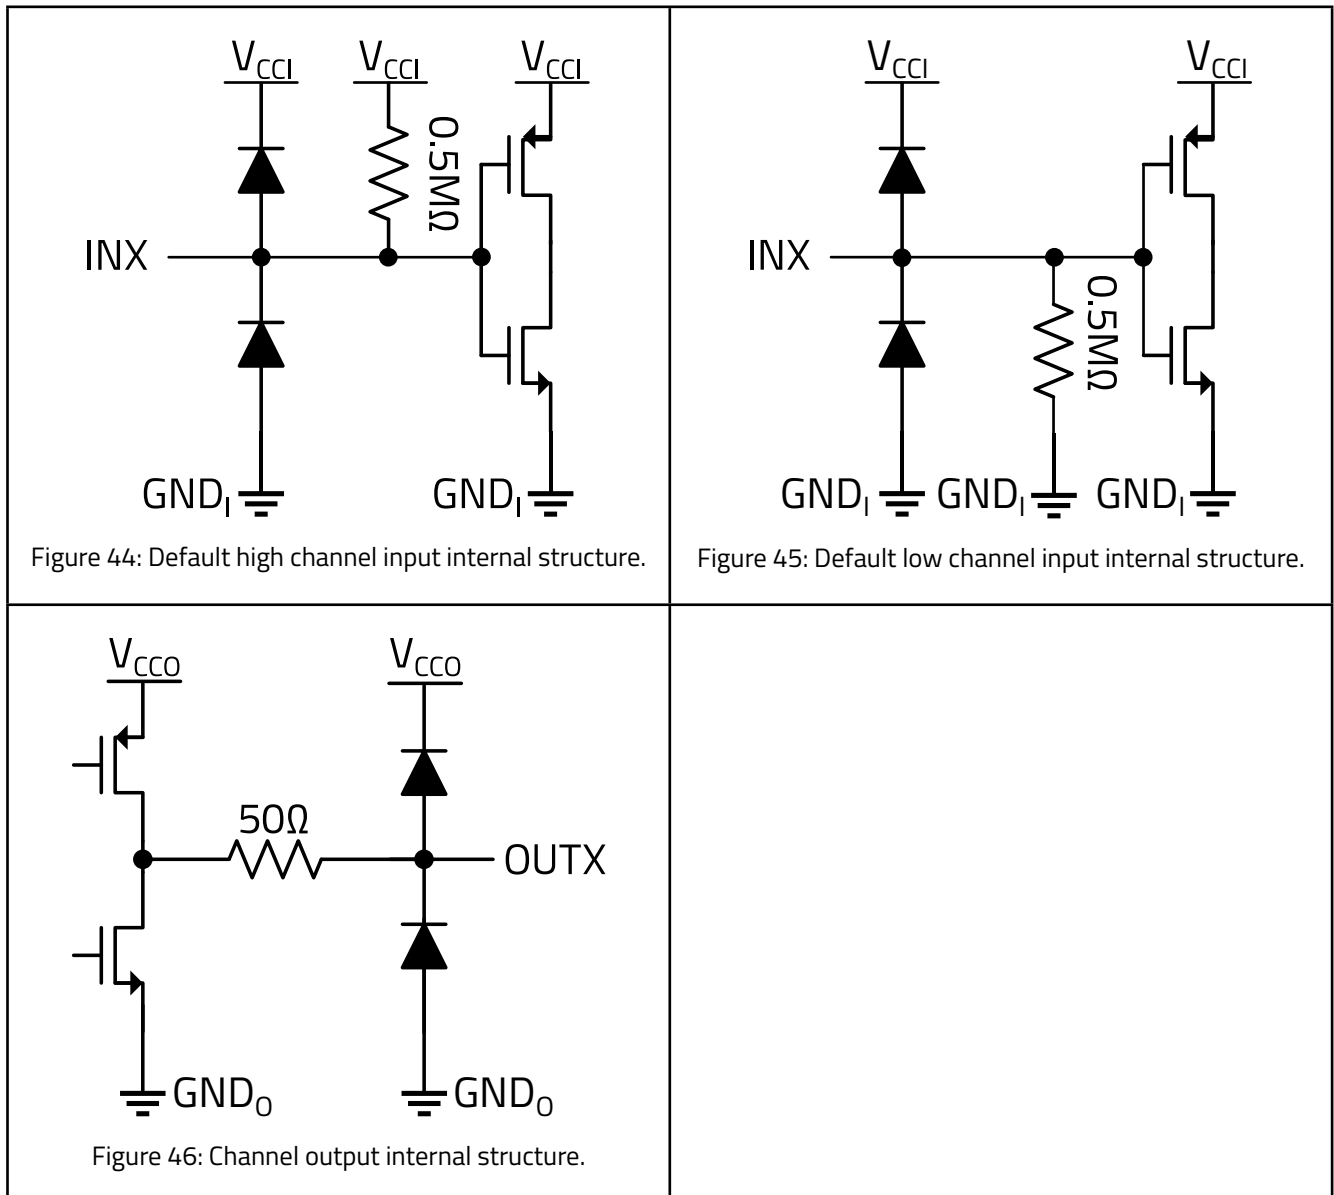 V_CCI V_CCI V_CCI
0.5MΩ
INX
GND_I GND_I
Figure 44: Default high channel input internal structure.
V_CCI V_CCI
INX
0.5MΩ
GND_I GND_I GND_I
Figure 45: Default low channel input internal structure.
V_CCO V_CCO
50Ω
OUTX
GND_O GND_O
Figure 46: Channel output internal structure.